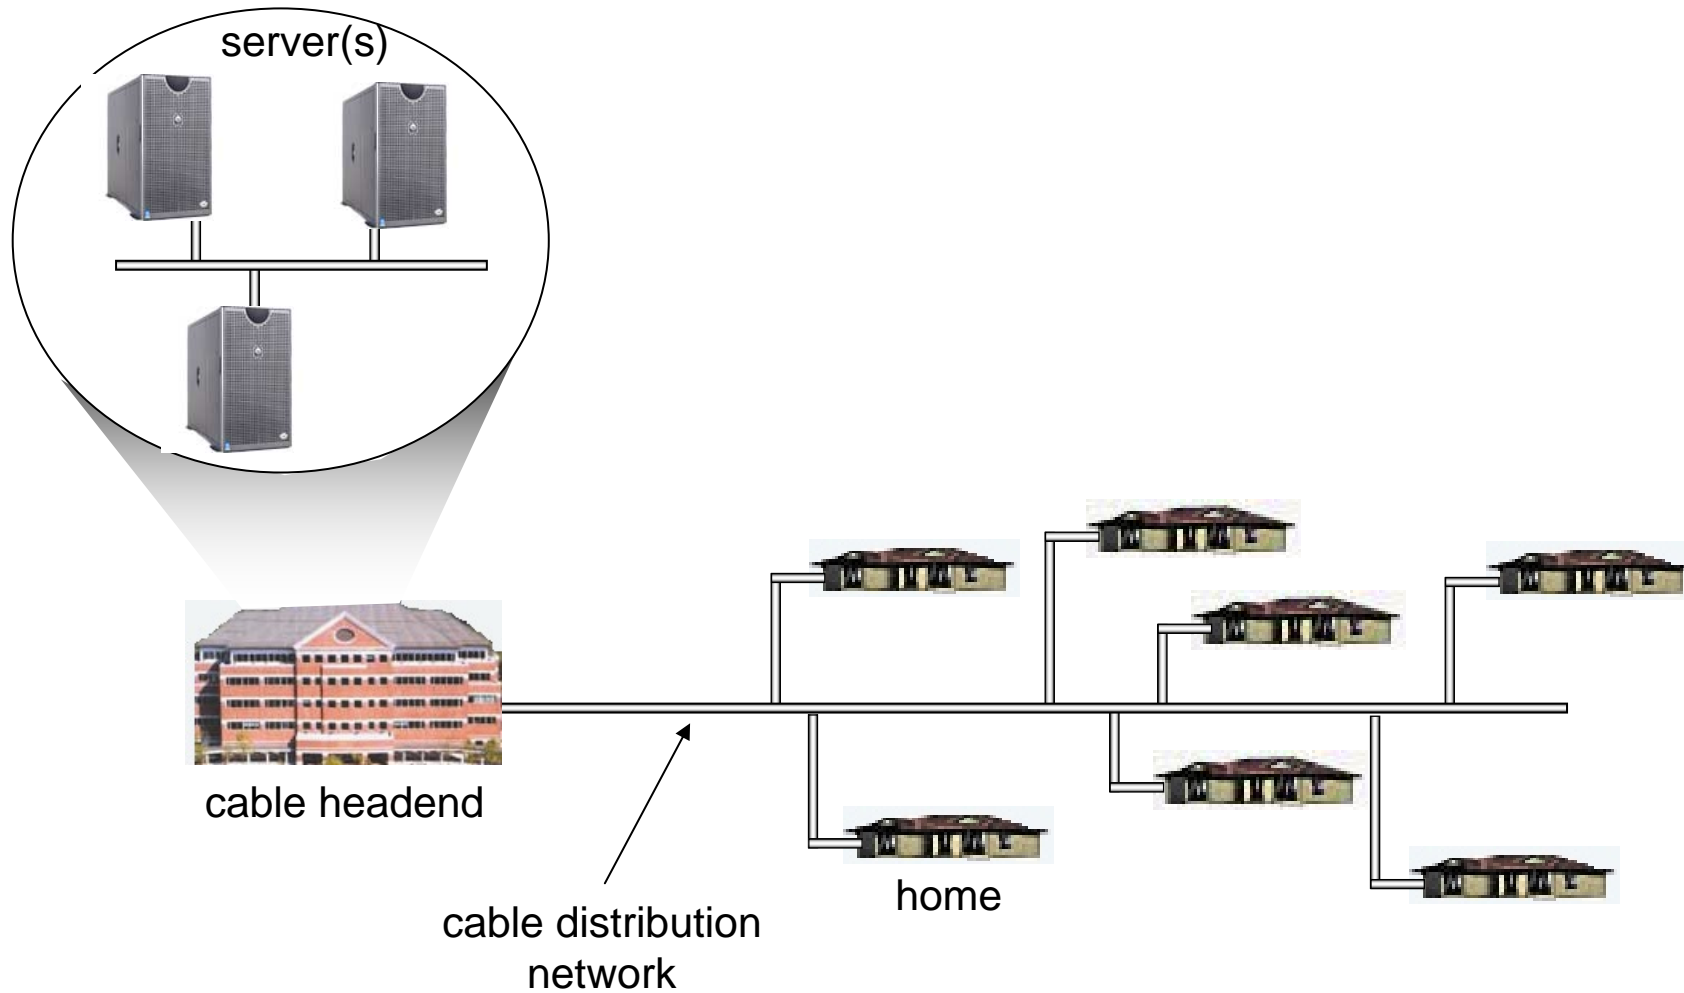 server(s)
cable headend
home
cable distribution
network